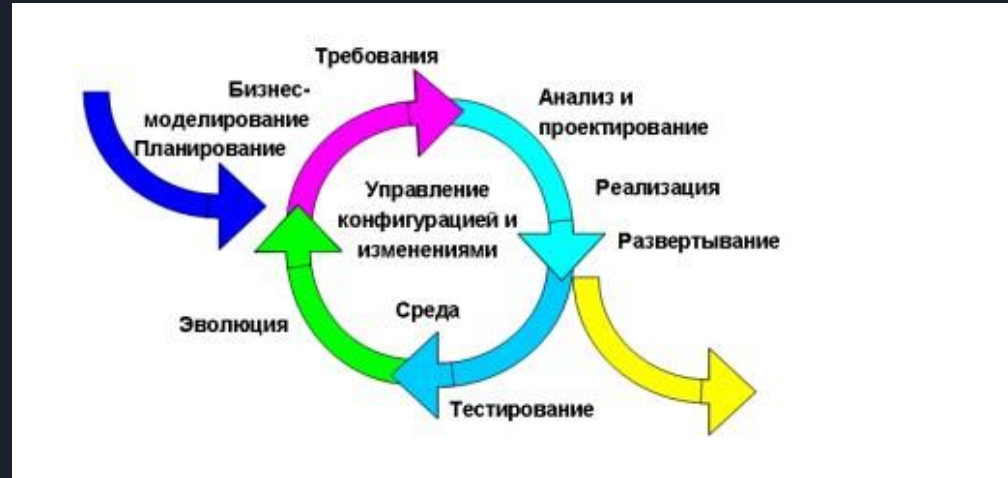 Требования
Бизнес-
моделирование
Планирование
Анализ и
проектирование
Управление
конфигурацией и
изменениями
Реализация
Развертывание
Среда
Эволюция
Тестирование